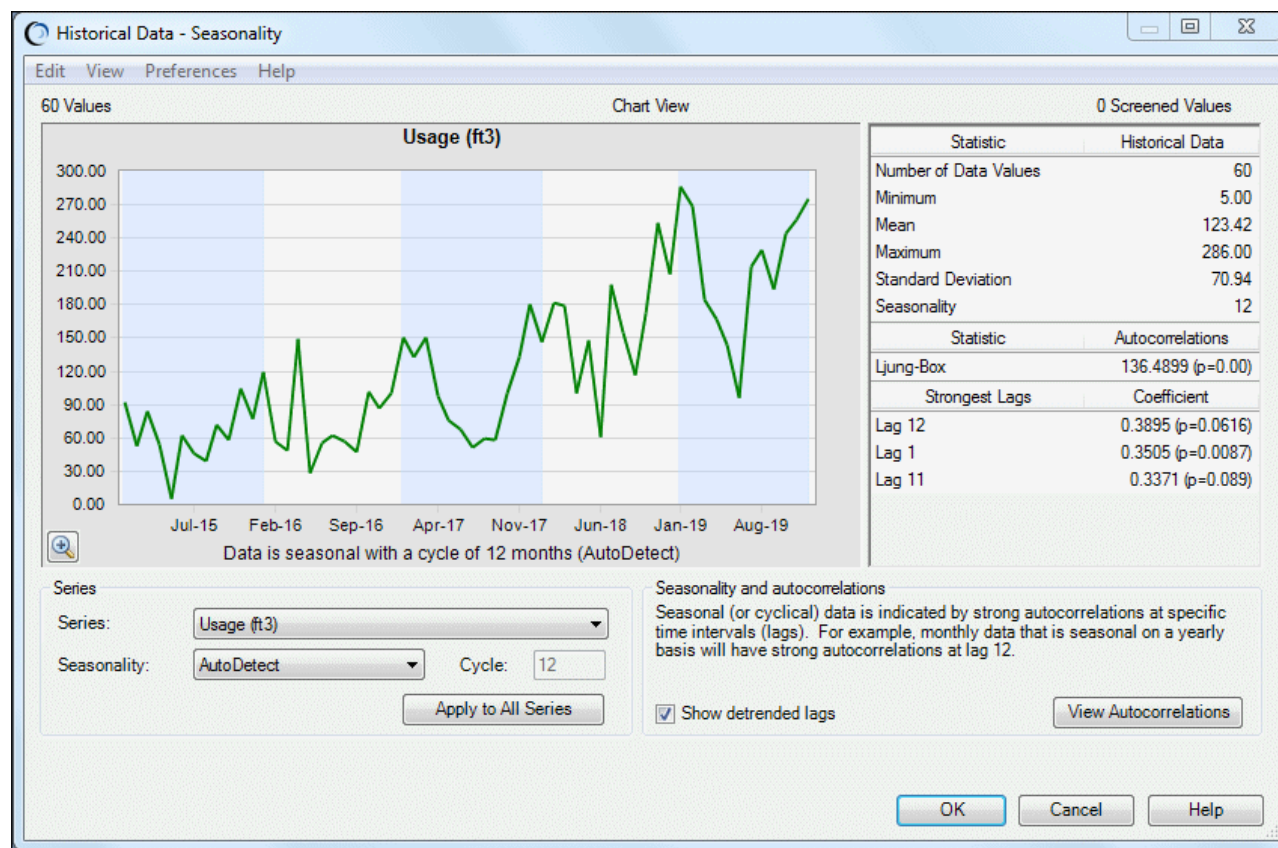 Historical Data - Seasonality
Edit View Preferences Help
60 Values Chart View 0 Screened Values
Usage (ft3)
300.00
270.00
240.00
210.00
180.00
150.00
120.00
90.00
60.00
30.00
0.00
Jul-15 Feb-16 Sep-16 Apr-17 Nov-17 Jun-18 Jan-19 Aug-19
Data is seasonal with a cycle of 12 months (AutoDetect)
Statistic Historical Data
Number of Data Values 60
Minimum 5.00
Mean 123.42
Maximum 286.00
Standard Deviation 70.94
Seasonality 12
Statistic Autocorrelations
Ljung-Box 136.4899 (p=0.00)
Strongest Lags Coefficient
Lag 12 0.3895 (p=0.0616)
Lag 1 0.3505 (p=0.0087)
Lag 11 0.3371 (p=0.089)
Series
Series: Usage (ft3)
Seasonality: AutoDetect Cycle: 12
Apply to All Series
Seasonality and autocorrelations
Seasonal (or cyclical) data is indicated by strong autocorrelations at specific
time intervals (lags). For example, monthly data that is seasonal on a yearly
basis will have strong autocorrelations at lag 12.
Show detrended lags View Autocorrelations
OK Cancel Help